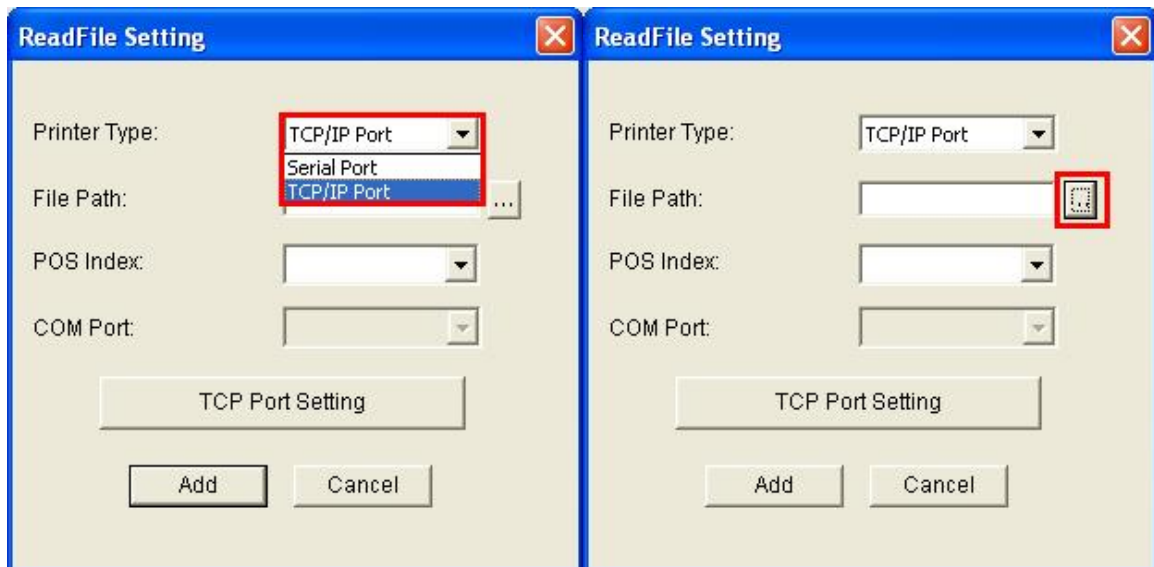 ReadFile Setting
Printer Type:
TCP/IP Port
Serial Port
TCP/IP Port
File Path:
...
POS Index:
COM Port:
TCP Port Setting
Add
Cancel
ReadFile Setting
Printer Type:
TCP/IP Port
File Path:
...
POS Index:
COM Port:
TCP Port Setting
Add
Cancel